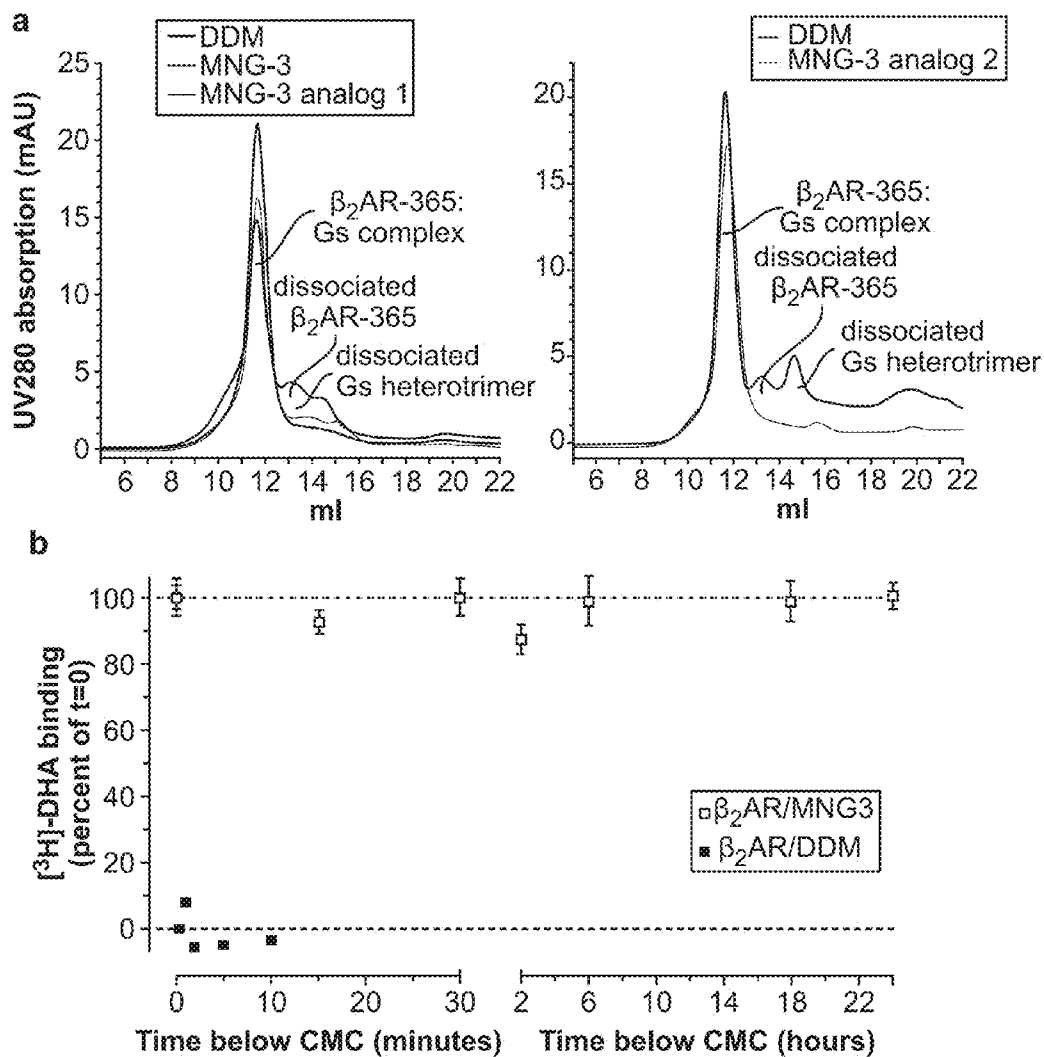 a
DDM
MNG-3
MNG-3 analog 1
DDM
MNG-3 analog 2
UV280 absorption (mAU)
25
20
15
10
5
0
β₂AR-365:
Gs complex
dissociated
β₂AR-365
dissociated
Gs heterotrimer
6 8 10 12 14 16 18 20 22
ml
20
15
10
5
0
β₂AR-365:
Gs complex
dissociated
β₂AR-365
dissociated
Gs heterotrimer
6 8 10 12 14 16 18 20 22
ml
b
[³H]-DHA binding
(percent of t=0)
100
80
60
40
20
0
β₂AR/MNG3
β₂AR/DDM
0 10 20 30
Time below CMC (minutes)
2 6 10 14 18 22
Time below CMC (hours)